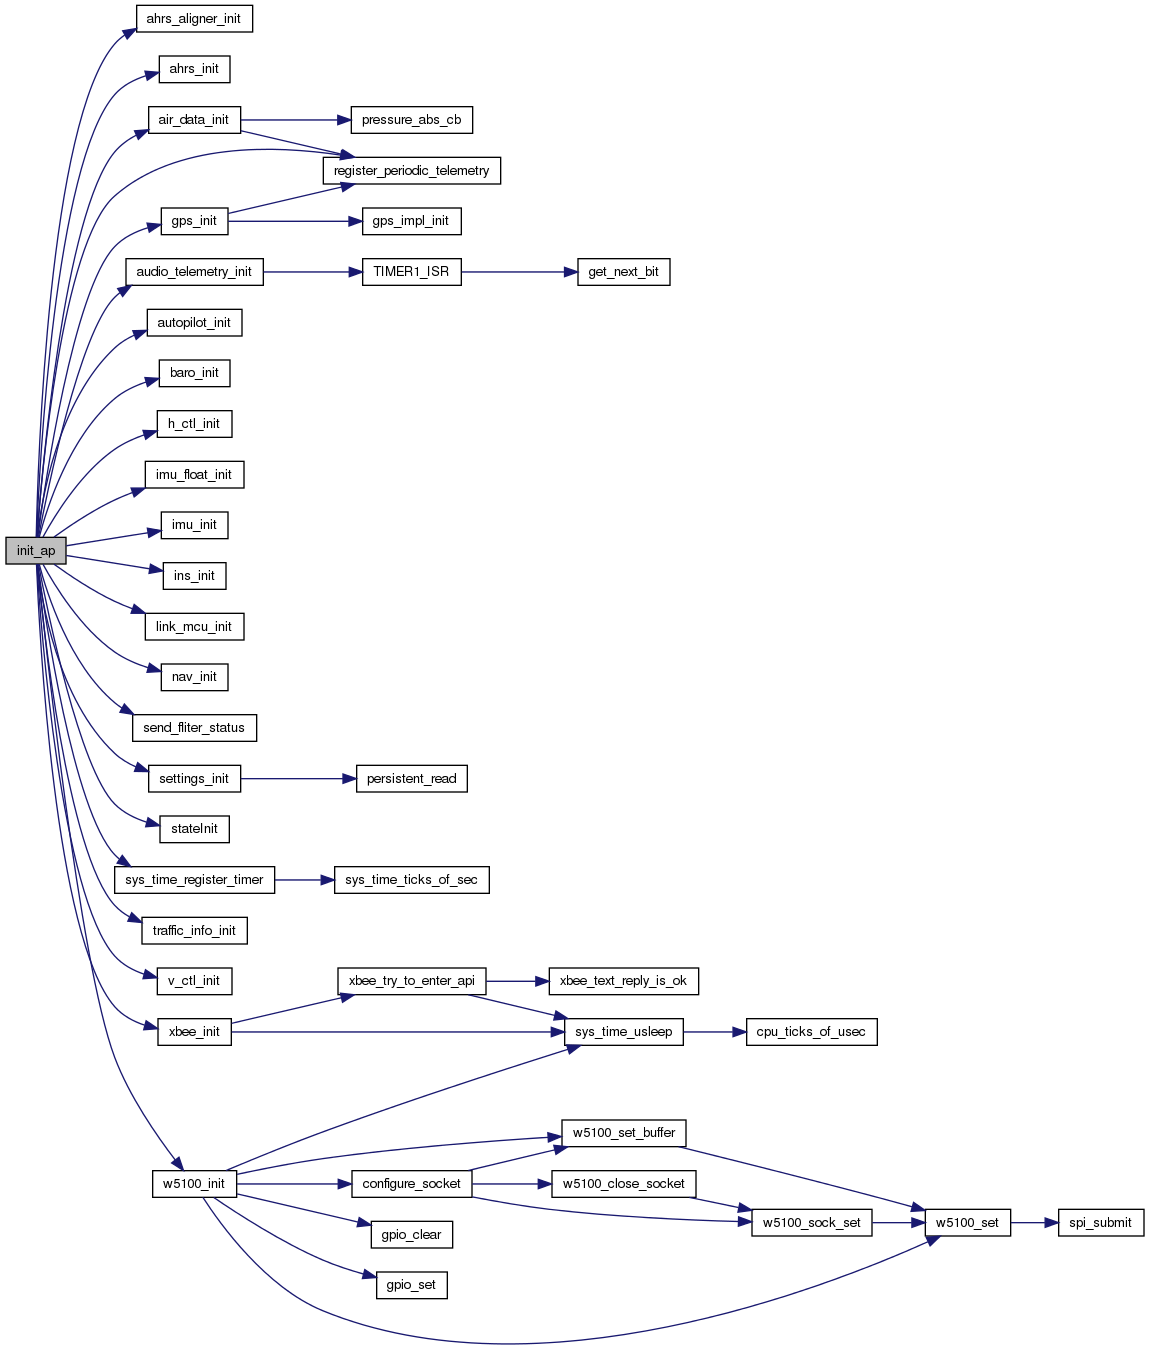 ahrs_aligner_init
ahrs_init
air_data_init
pressure_abs_cb
register_periodic_telemetry
gps_init
gps_impl_init
audio_telemetry_init
TIMER1_ISR
get_next_bit
autopilot_init
baro_init
h_ctl_init
imu_float_init
imu_init
init_ap
ins_init
link_mcu_init
nav_init
send_fliter_status
settings_init
persistent_read
stateInit
sys_time_register_timer
sys_time_ticks_of_sec
traffic_info_init
v_ctl_init
xbee_try_to_enter_api
xbee_text_reply_is_ok
xbee_init
sys_time_usleep
cpu_ticks_of_usec
w5100_set_buffer
w5100_init
configure_socket
w5100_close_socket
w5100_sock_set
w5100_set
spi_submit
gpio_clear
gpio_set